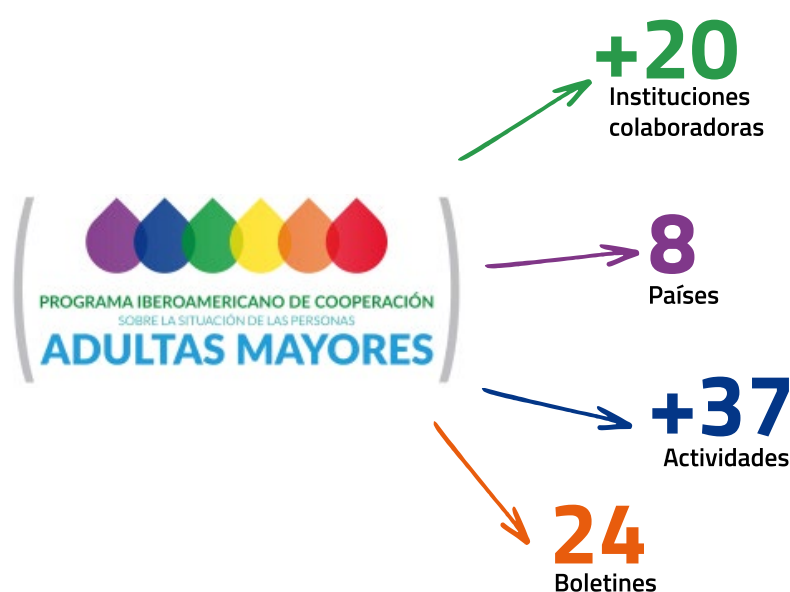 +20
Instituciones
colaboradoras
PROGRAMA IBEROAMERICANO DE COOPERACIÓN
SOBRE LA SITUACIÓN DE LAS PERSONAS
ADULTAS MAYORES
8
Países
+37
Actividades
24
Boletines